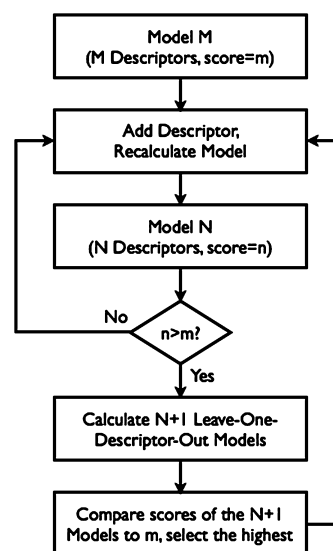 Model M
(M Descriptors, score=m)
Add Descriptor,
Recalculate Model
Model N
(N Descriptors, score=n)
No
n>m?
Yes
Calculate N+1 Leave-One-
Descriptor-Out Models
Compare scores of the N+1
Models to m, select the highest